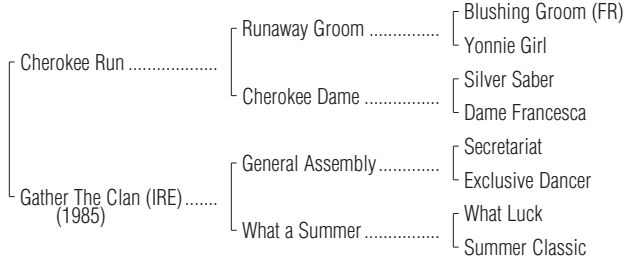 Blushing Groom (FR)
Runaway Groom ................
Yonnie Girl
Cherokee Run ...................
Silver Saber
Cherokee Dame ................
Dame Francesca
Secretariat
General Assembly.............
Exclusive Dancer
Gather The Clan (IRE).......
(1985)
What Luck
What a Summer ................
Summer Classic